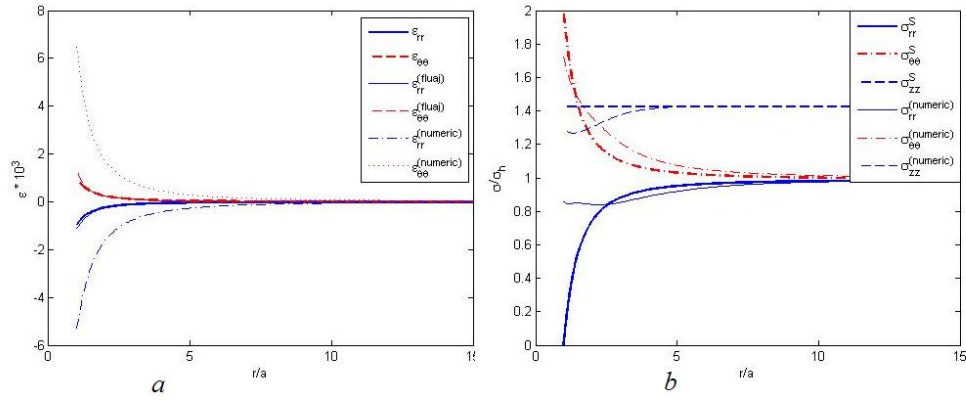 8
6
4
2
0
-2
-4
-6
ε * 10³
0
5
10
15
r/a
ε_rr
ε_θθ
ε_rr^(fluaj)
ε_θθ^(fluaj)
ε_rr^(numeric)
ε_θθ^(numeric)
a
2
1.8
1.6
1.4
1.2
1
0.8
0.6
0.4
0.2
0
σ/σ_h
0
5
10
15
r/a
σ_rr^S
σ_θθ^S
σ_zz^S
σ_rr^(numeric)
σ_θθ^(numeric)
σ_zz^(numeric)
b